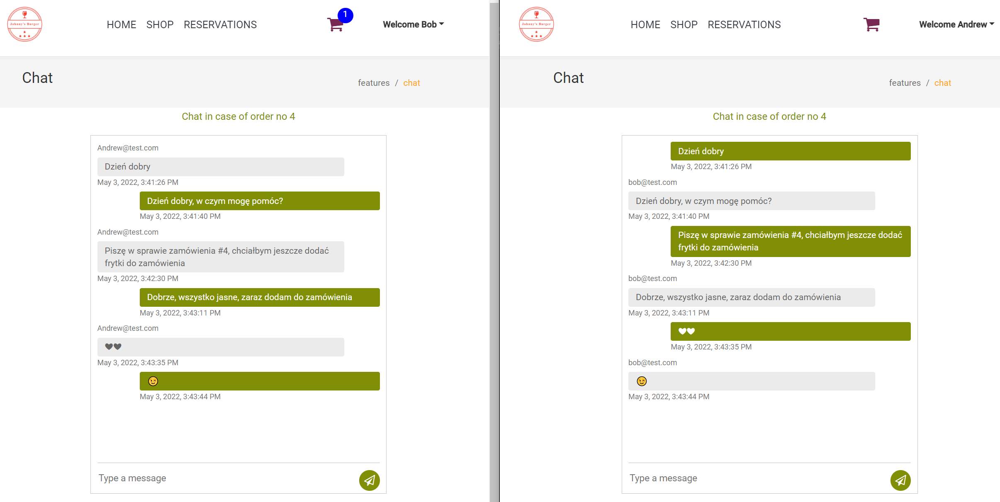 Johnny's Burger
HOME SHOP RESERVATIONS
1
Welcome Bob
Chat
features / chat
Chat in case of order no 4
Andrew@test.com
Dzień dobry
May 3, 2022, 3:41:26 PM
Dzień dobry, w czym mogę pomóc?
May 3, 2022, 3:41:40 PM
Andrew@test.com
Piszę w sprawie zamówienia #4, chciałbym jeszcze dodać
frytki do zamówienia
May 3, 2022, 3:42:30 PM
Dobrze, wszystko jasne, zaraz dodam do zamówienia
May 3, 2022, 3:43:11 PM
Andrew@test.com
♥♥
May 3, 2022, 3:43:35 PM
😉
May 3, 2022, 3:43:44 PM
Type a message
Johnny's Burger
HOME SHOP RESERVATIONS
Welcome Andrew
Chat
features / chat
Chat in case of order no 4
Dzień dobry
May 3, 2022, 3:41:26 PM
bob@test.com
Dzień dobry, w czym mogę pomóc?
May 3, 2022, 3:41:40 PM
Piszę w sprawie zamówienia #4, chciałbym jeszcze dodać
frytki do zamówienia
May 3, 2022, 3:42:30 PM
bob@test.com
Dobrze, wszystko jasne, zaraz dodam do zamówienia
May 3, 2022, 3:43:11 PM
♥♥
May 3, 2022, 3:43:35 PM
bob@test.com
😉
May 3, 2022, 3:43:44 PM
Type a message